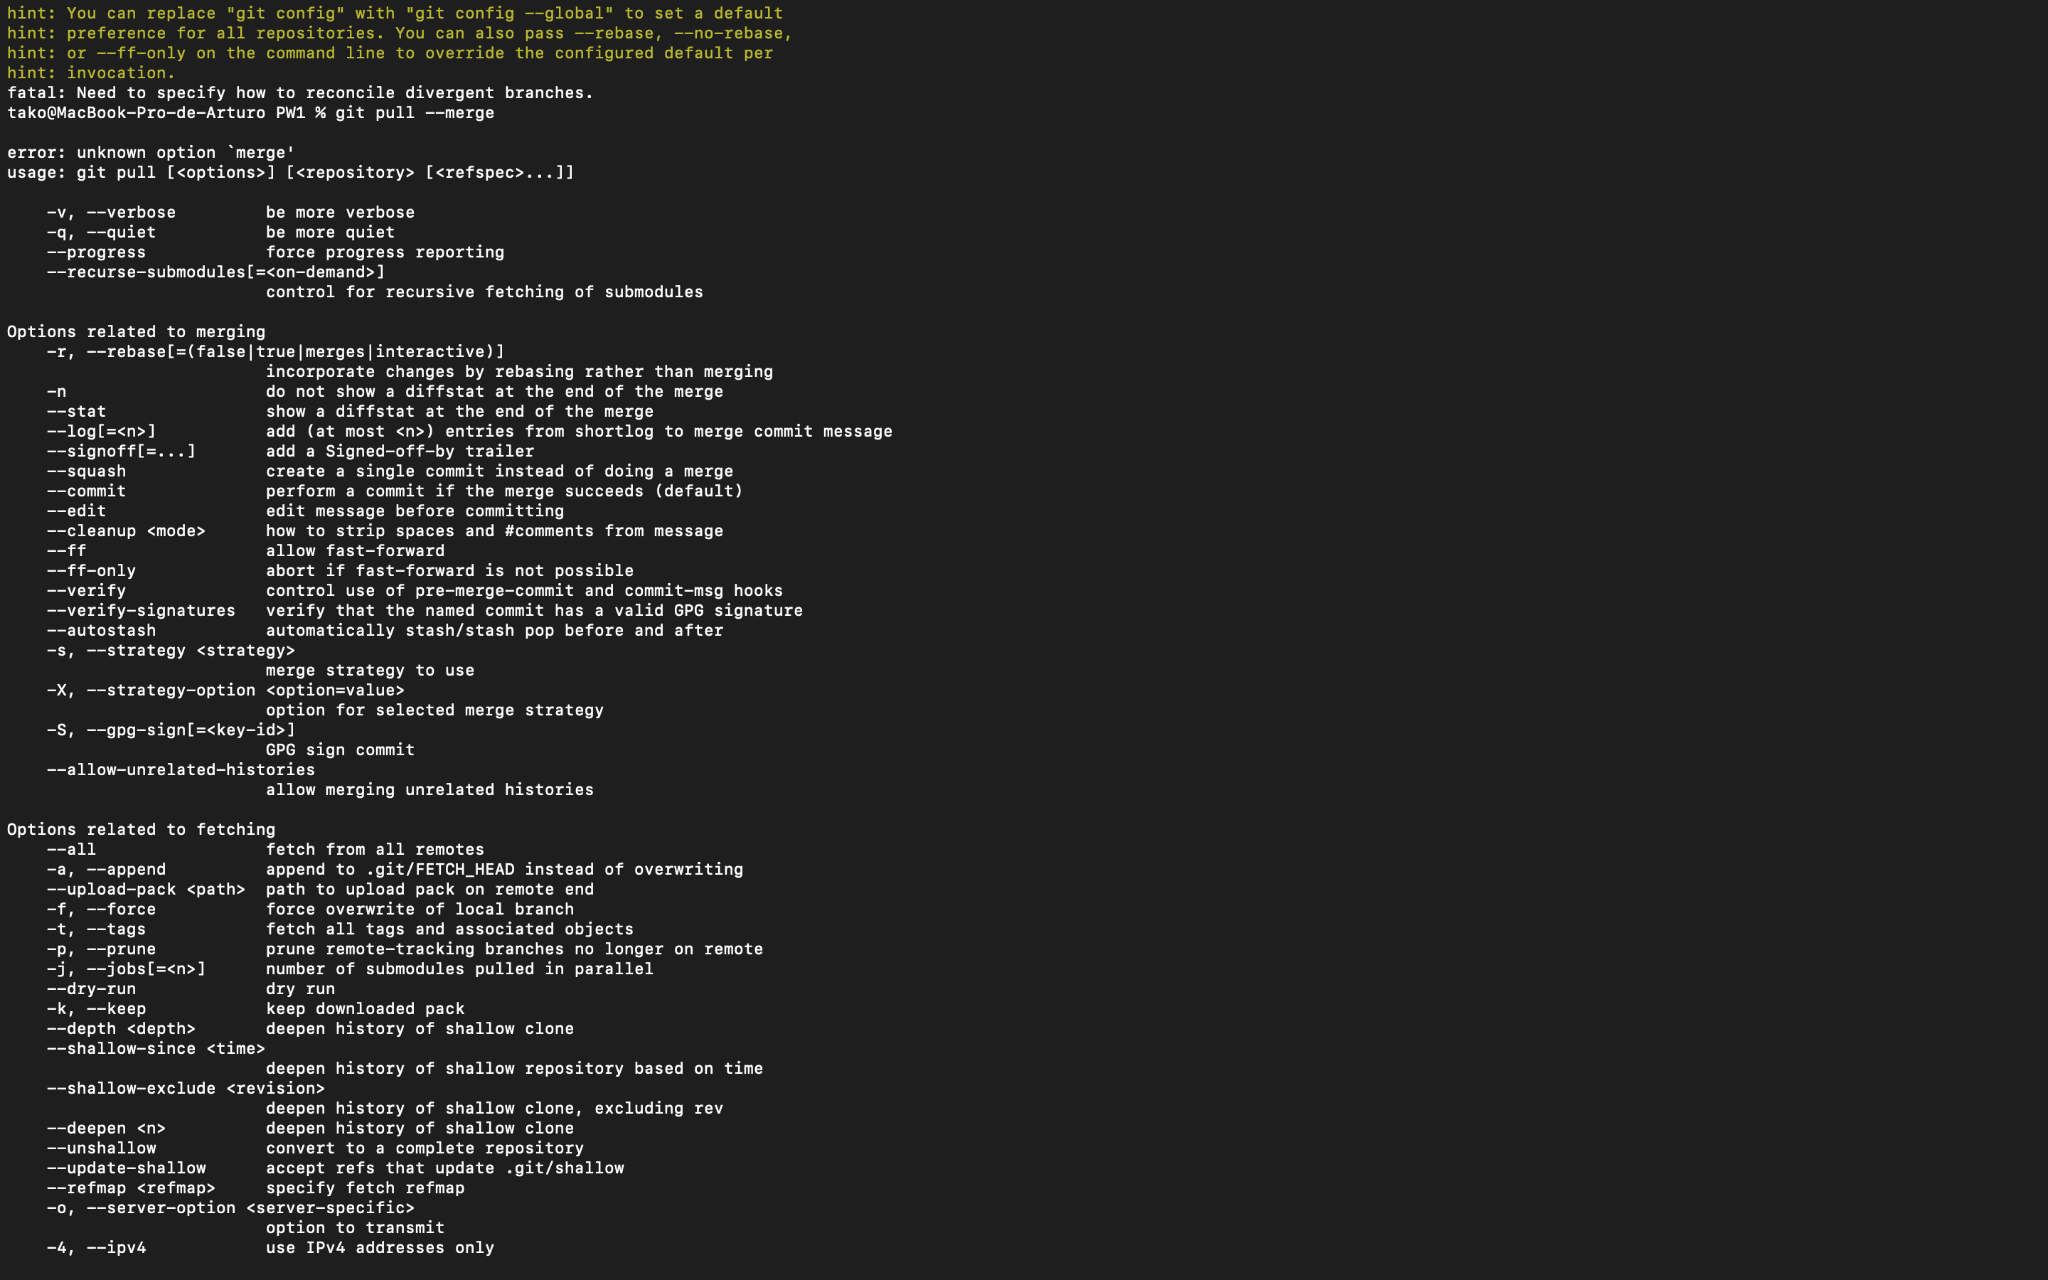 hint: You can replace "git config" with "git config --global" to set a default
hint: preference for all repositories. You can also pass --rebase, --no-rebase,
hint: or --ff-only on the command line to override the configured default per
hint: invocation.
fatal: Need to specify how to reconcile divergent branches.
tako@MacBook-Pro-de-Arturo PW1 % git pull --merge

error: unknown option `merge'
usage: git pull [<options>] [<repository> [<refspec>...]]

    -v, --verbose         be more verbose
    -q, --quiet           be more quiet
    --progress            force progress reporting
    --recurse-submodules[=<on-demand>]
                          control for recursive fetching of submodules

Options related to merging
    -r, --rebase[=(false|true|merges|interactive)]
                          incorporate changes by rebasing rather than merging
    -n                    do not show a diffstat at the end of the merge
    --stat                show a diffstat at the end of the merge
    --log[=<n>]           add (at most <n>) entries from shortlog to merge commit message
    --signoff[=...]       add a Signed-off-by trailer
    --squash              create a single commit instead of doing a merge
    --commit              perform a commit if the merge succeeds (default)
    --edit                edit message before committing
    --cleanup <mode>      how to strip spaces and #comments from message
    --ff                  allow fast-forward
    --ff-only             abort if fast-forward is not possible
    --verify              control use of pre-merge-commit and commit-msg hooks
    --verify-signatures   verify that the named commit has a valid GPG signature
    --autostash           automatically stash/stash pop before and after
    -s, --strategy <strategy>
                          merge strategy to use
    -X, --strategy-option <option=value>
                          option for selected merge strategy
    -S, --gpg-sign[=<key-id>]
                          GPG sign commit
    --allow-unrelated-histories
                          allow merging unrelated histories

Options related to fetching
    --all                 fetch from all remotes
    -a, --append          append to .git/FETCH_HEAD instead of overwriting
    --upload-pack <path>  path to upload pack on remote end
    -f, --force           force overwrite of local branch
    -t, --tags            fetch all tags and associated objects
    -p, --prune           prune remote-tracking branches no longer on remote
    -j, --jobs[=<n>]      number of submodules pulled in parallel
    --dry-run             dry run
    -k, --keep            keep downloaded pack
    --depth <depth>       deepen history of shallow clone
    --shallow-since <time>
                          deepen history of shallow repository based on time
    --shallow-exclude <revision>
                          deepen history of shallow clone, excluding rev
    --deepen <n>          deepen history of shallow clone
    --unshallow           convert to a complete repository
    --update-shallow      accept refs that update .git/shallow
    --refmap <refmap>     specify fetch refmap
    -o, --server-option <server-specific>
                          option to transmit
    -4, --ipv4            use IPv4 addresses only